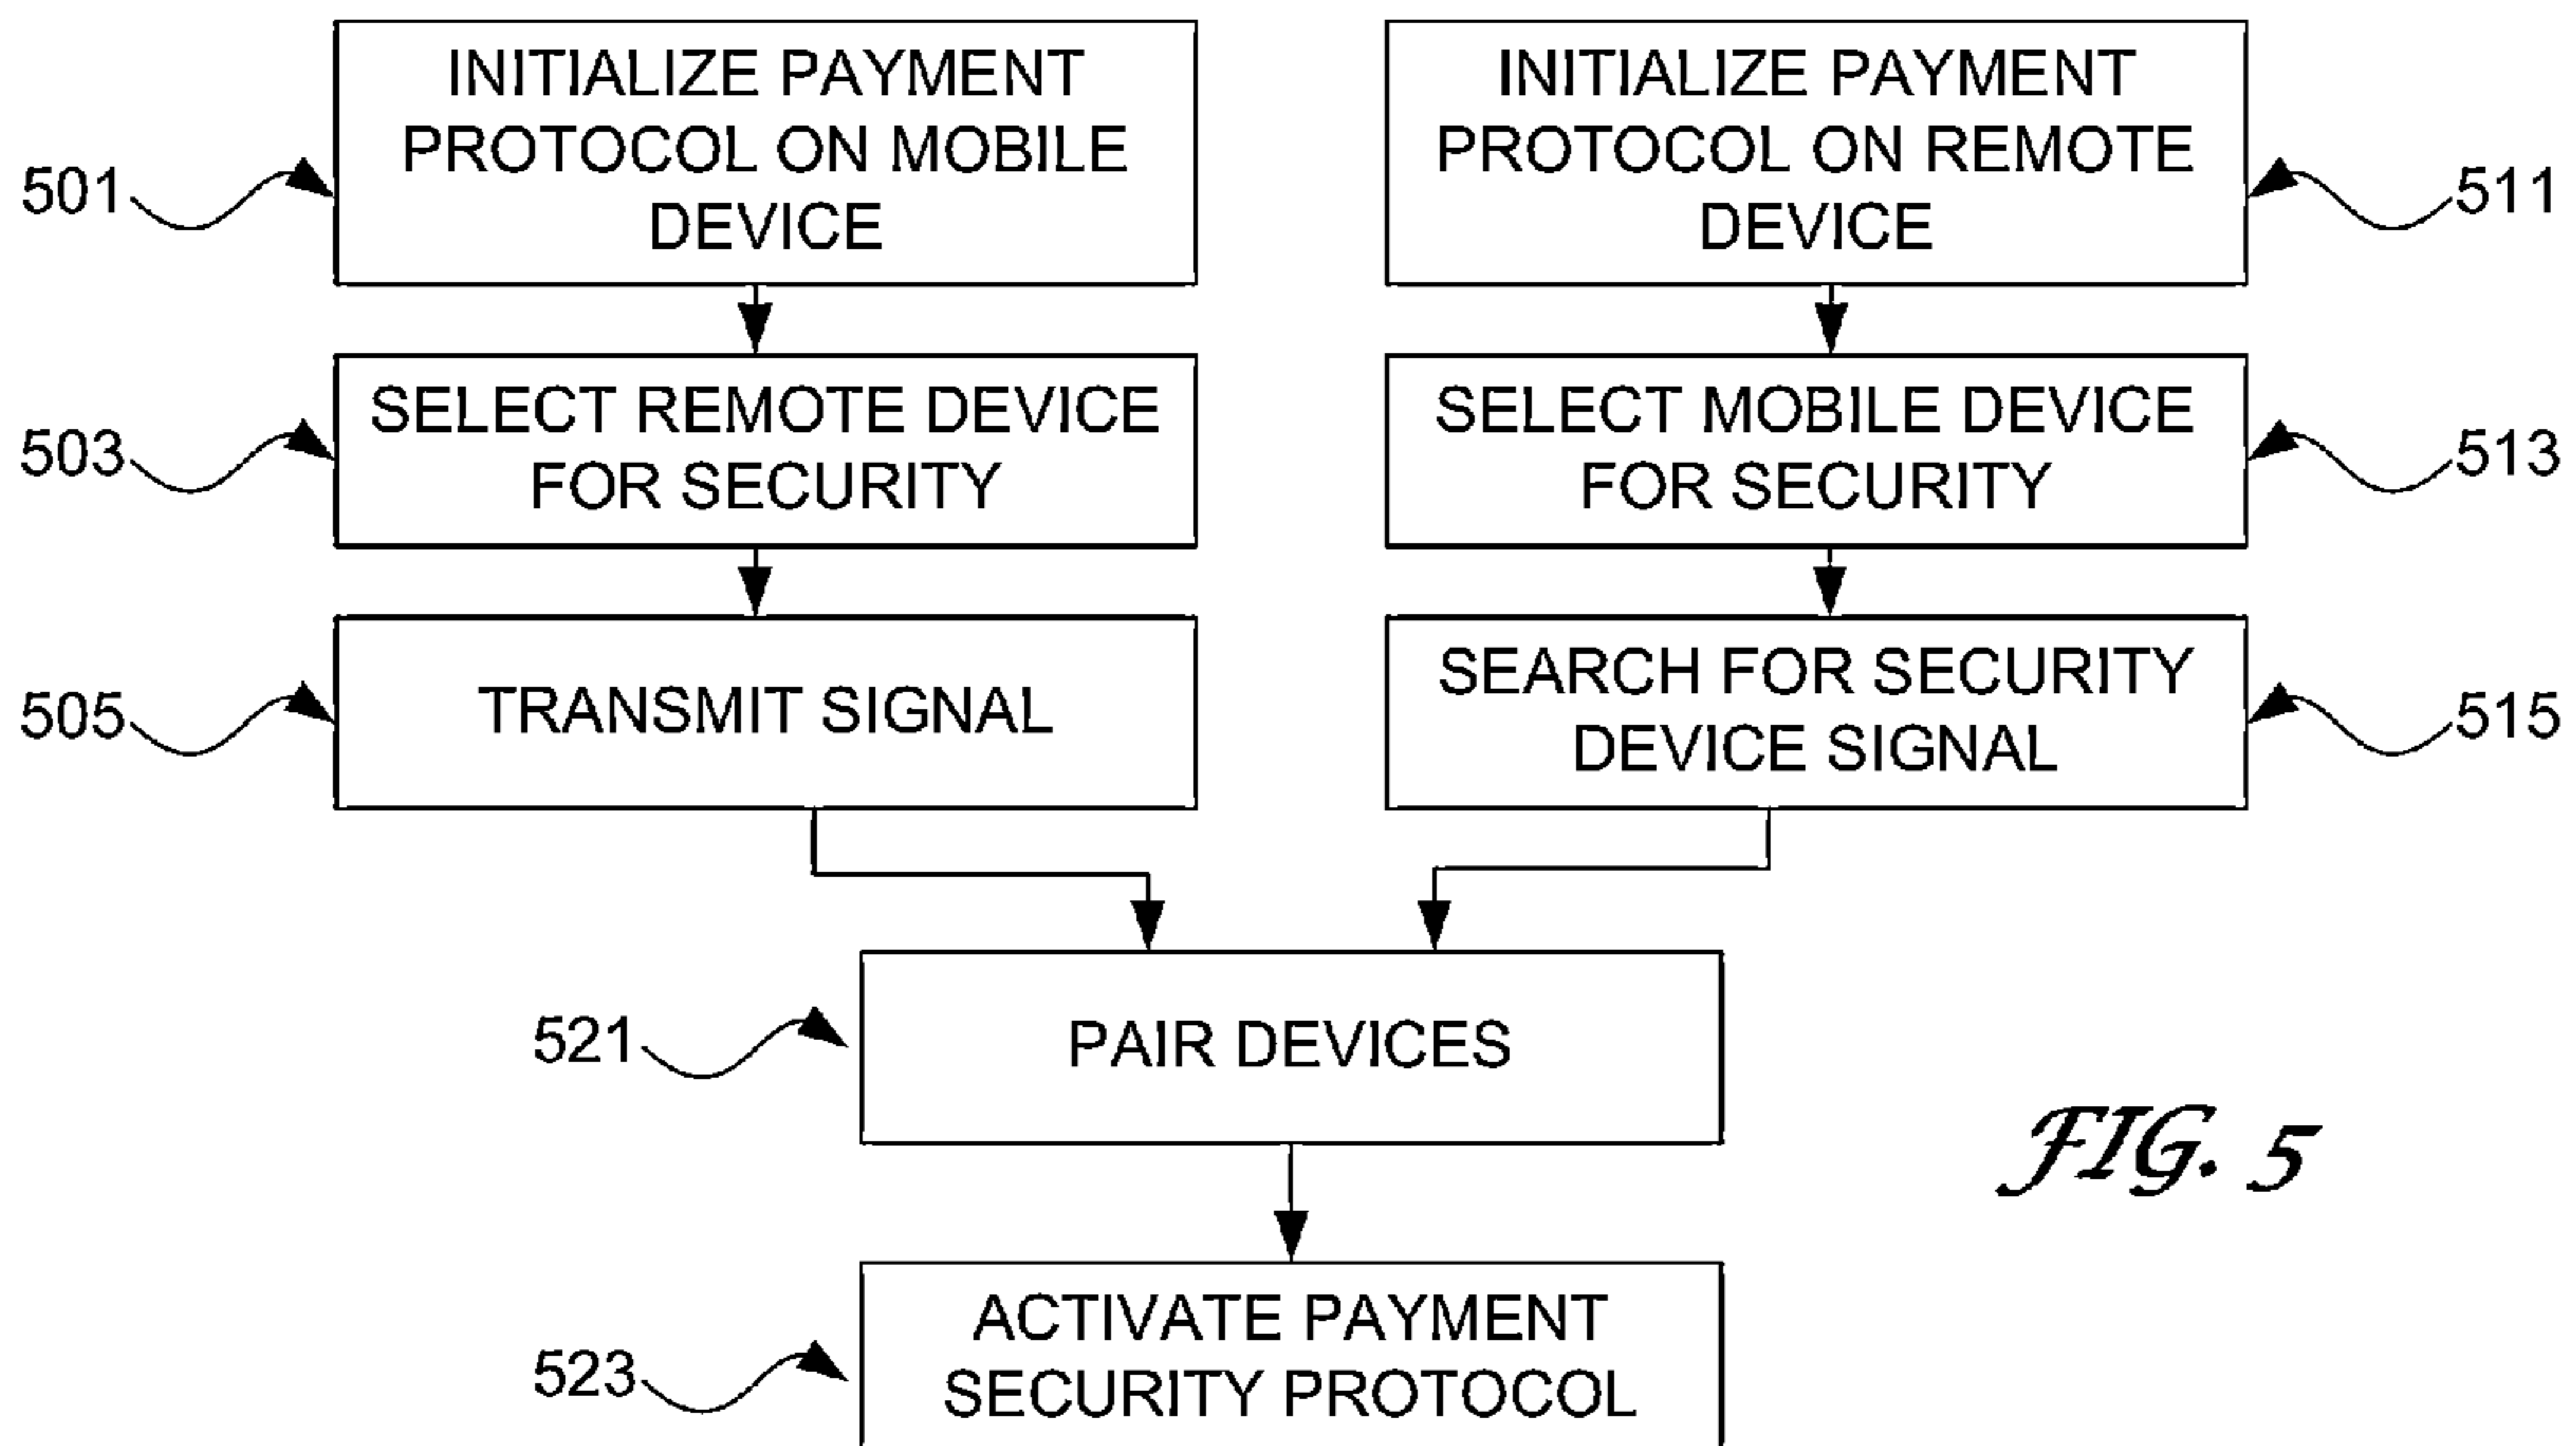 INITIALIZE PAYMENT
PROTOCOL ON MOBILE
DEVICE
501
INITIALIZE PAYMENT
PROTOCOL ON REMOTE
DEVICE
511
SELECT REMOTE DEVICE
FOR SECURITY
503
SELECT MOBILE DEVICE
FOR SECURITY
513
TRANSMIT SIGNAL
505
SEARCH FOR SECURITY
DEVICE SIGNAL
515
PAIR DEVICES
521
FIG. 5
ACTIVATE PAYMENT
SECURITY PROTOCOL
523